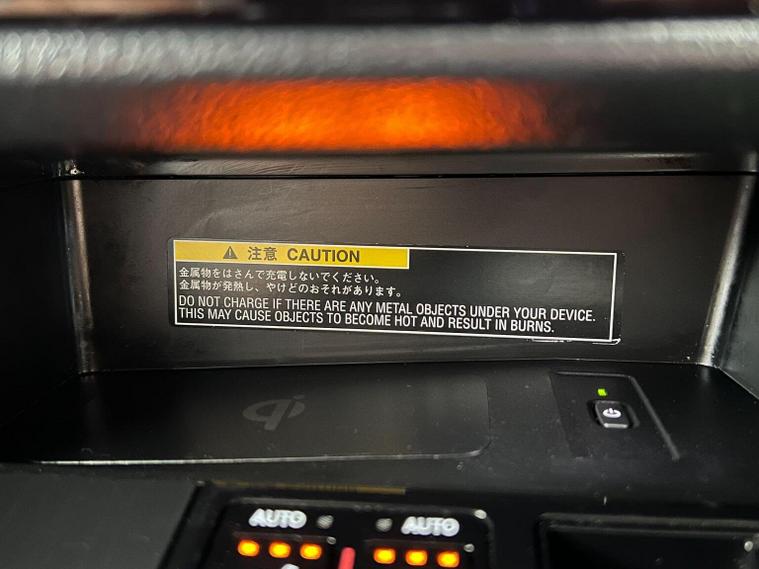 注意 CAUTION
金属物をはさんで充電しないでください。
金属物が発熱し、やけどのおそれがあります。
DO NOT CHARGE IF THERE ARE ANY METAL OBJECTS UNDER YOUR DEVICE.
THIS MAY CAUSE OBJECTS TO BECOME HOT AND RESULT IN BURNS.
qi
AUTO AUTO